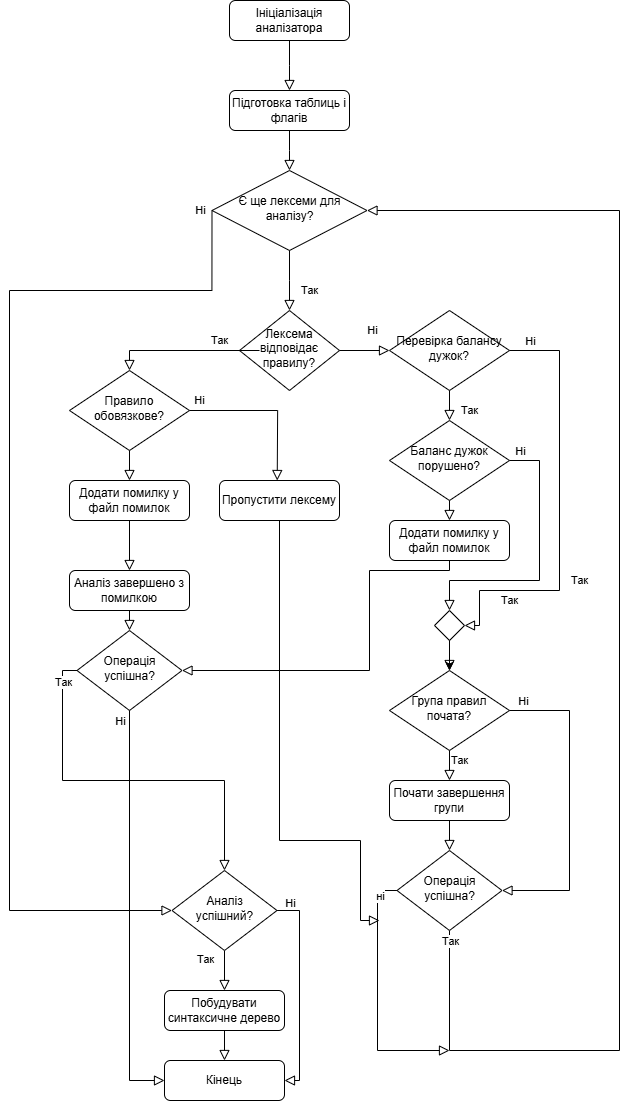 Ініціалізація
аналізатора
Підготовка таблиць і
флагів
Є ще лексеми для
аналізу?
Ні
Так
Лексема
відповідає
правилу?
Так
Ні
Перевірка балансу
дужок?
Ні
Так
Правило
обовязкове?
Ні
Баланс дужок
порушено?
Ні
Додати помилку у
файл помилок
Пропустити лексему
Додати помилку у
файл помилок
Аналіз завершено з
помилкою
Так
Так
Операція
успішна?
Так
Ні
Група правил
почата?
Ні
Так
Почати завершення
групи
Операція
успішна?
ні
Так
Аналіз
успішний?
Ні
Так
Побудувати
синтаксичне дерево
Кінець